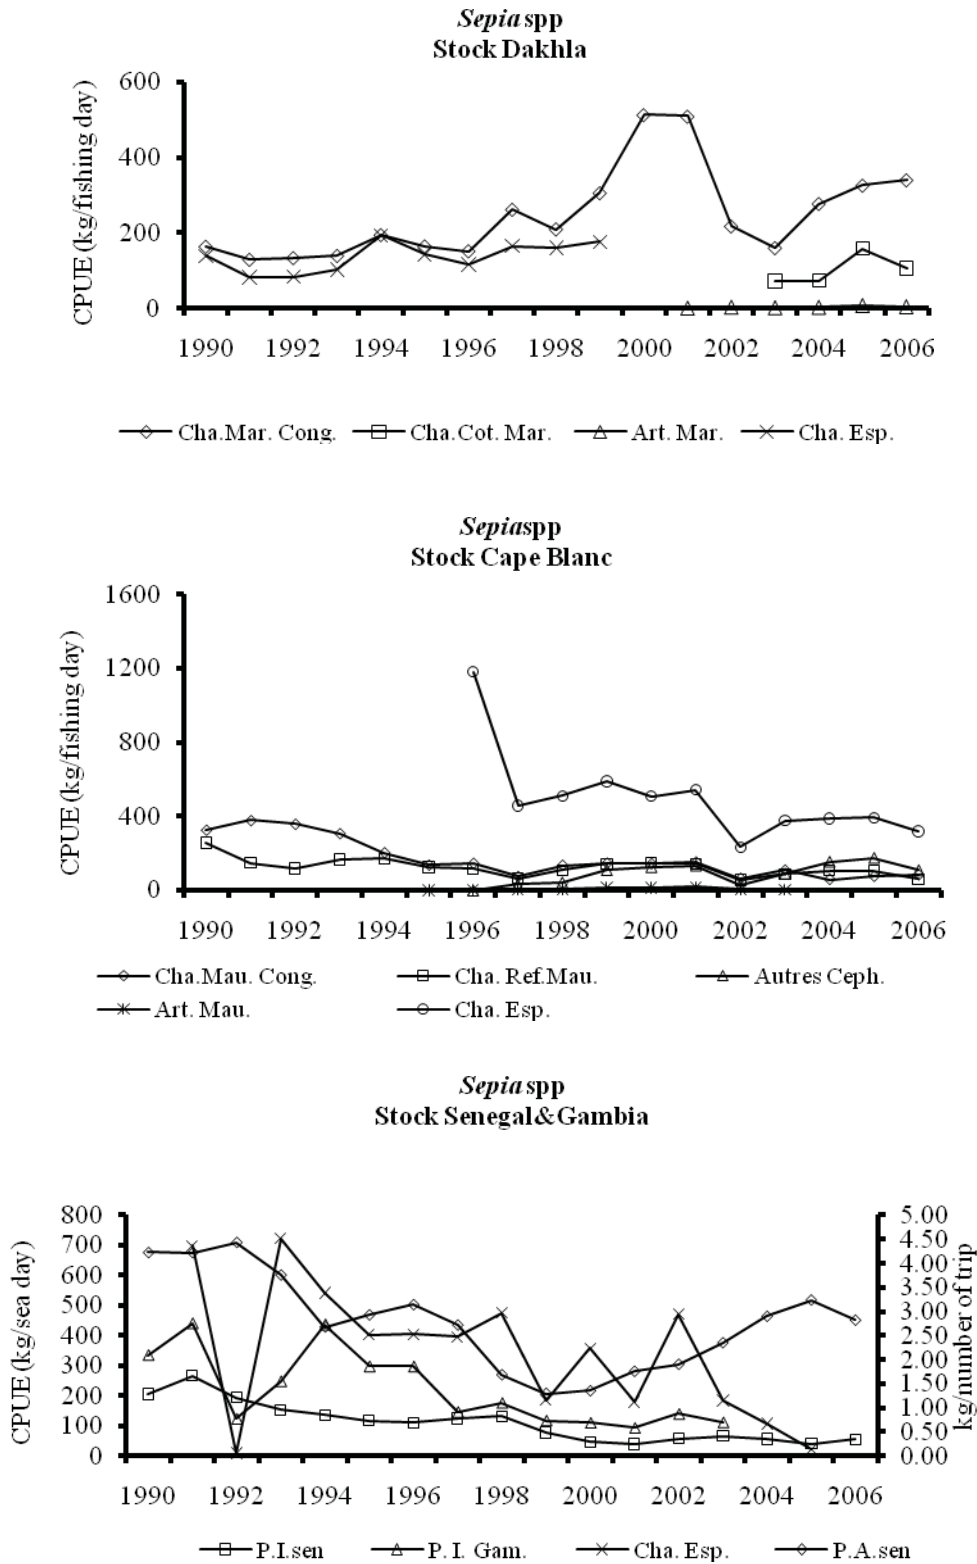 Sepia spp
Stock Dakhla
CPUE (kg/fishing day)
600
400
200
0
1990 1992 1994 1996 1998 2000 2002 2004 2006
Cha.Mar. Cong. Cha.Cot. Mar. Art. Mar. Cha. Esp.
Sepiaspp
Stock Cape Blanc
CPUE (kg/fishing day)
1600
1200
800
400
0
1990 1992 1994 1996 1998 2000 2002 2004 2006
Cha.Mau. Cong. Cha. Ref.Mau. Autres Ceph.
Art. Mau. Cha. Esp.
Sepia spp
Stock Senegal&Gambia
CPUE (kg/sea day)
800
700
600
500
400
300
200
100
0
5.00
4.50
4.00
3.50
3.00
2.50
2.00
1.50
1.00
0.50
0.00
kg/number of trip
1990 1992 1994 1996 1998 2000 2002 2004 2006
P.I.sen P. I. Gam. Cha. Esp. P.A.sen